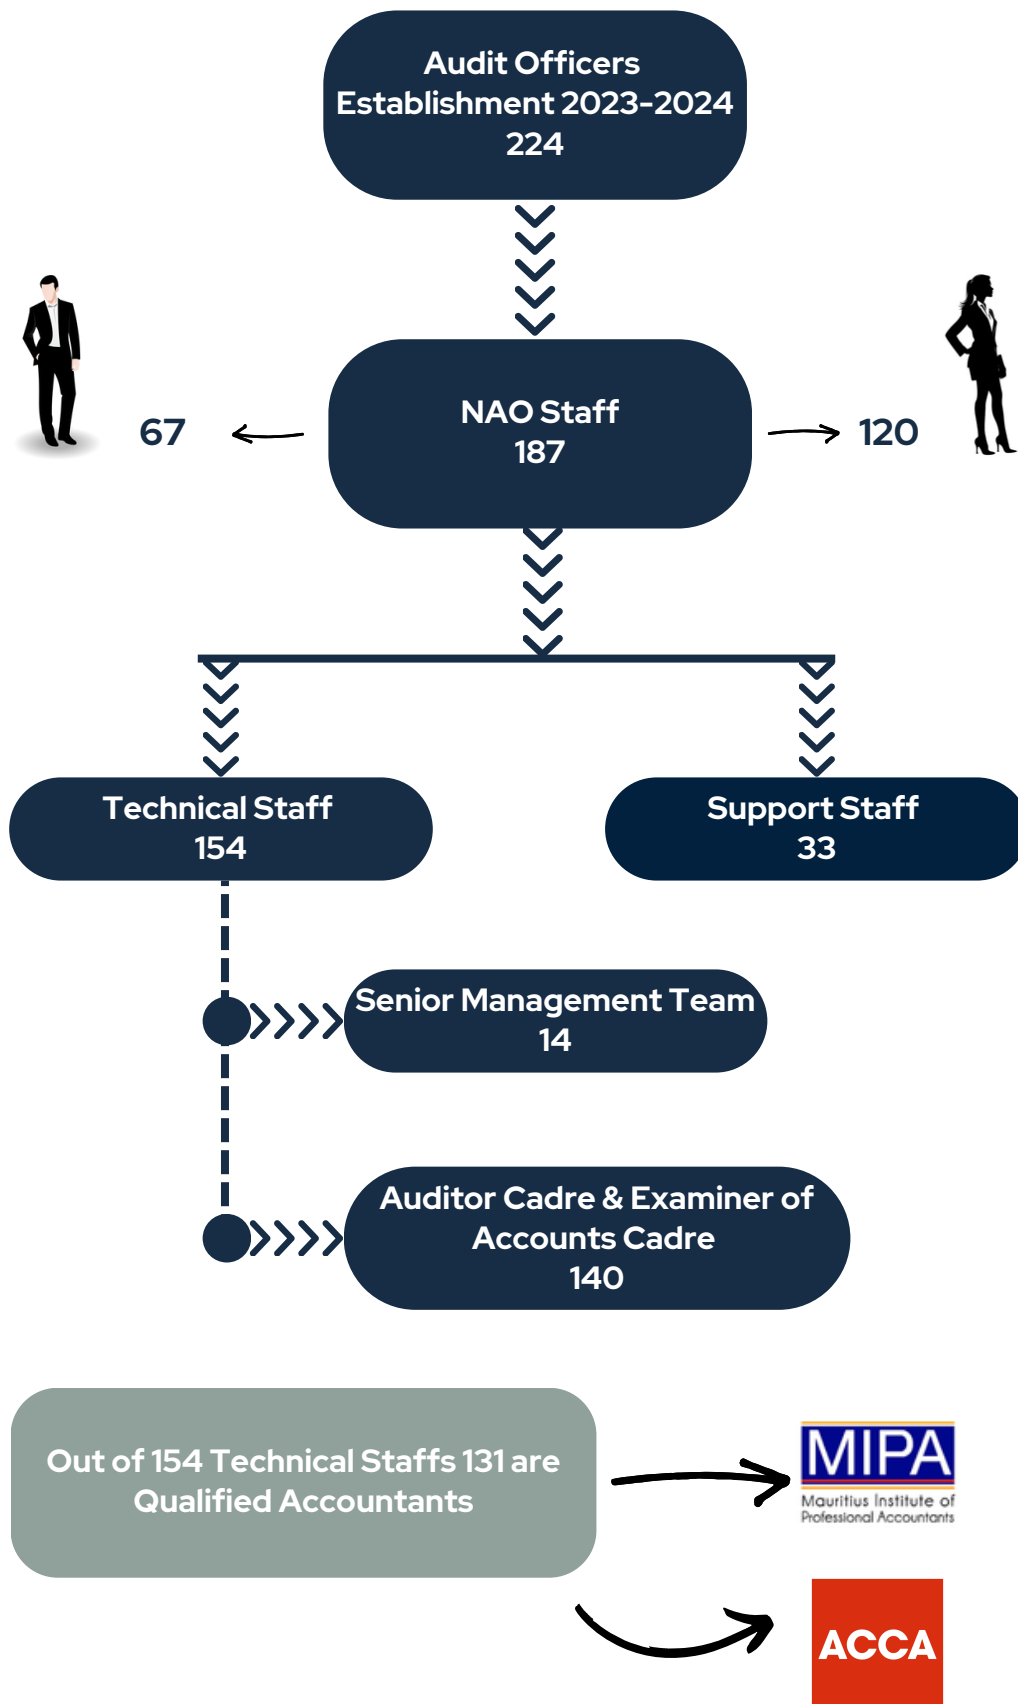 Audit Officers
Establishment 2023-2024
224
NAO Staff
187
67
120
Technical Staff
154
Support Staff
33
Senior Management Team
14
Auditor Cadre & Examiner of
Accounts Cadre
140
Out of 154 Technical Staffs 131 are
Qualified Accountants
MIPA
Mauritius Institute of
Professional Accountants
ACCA